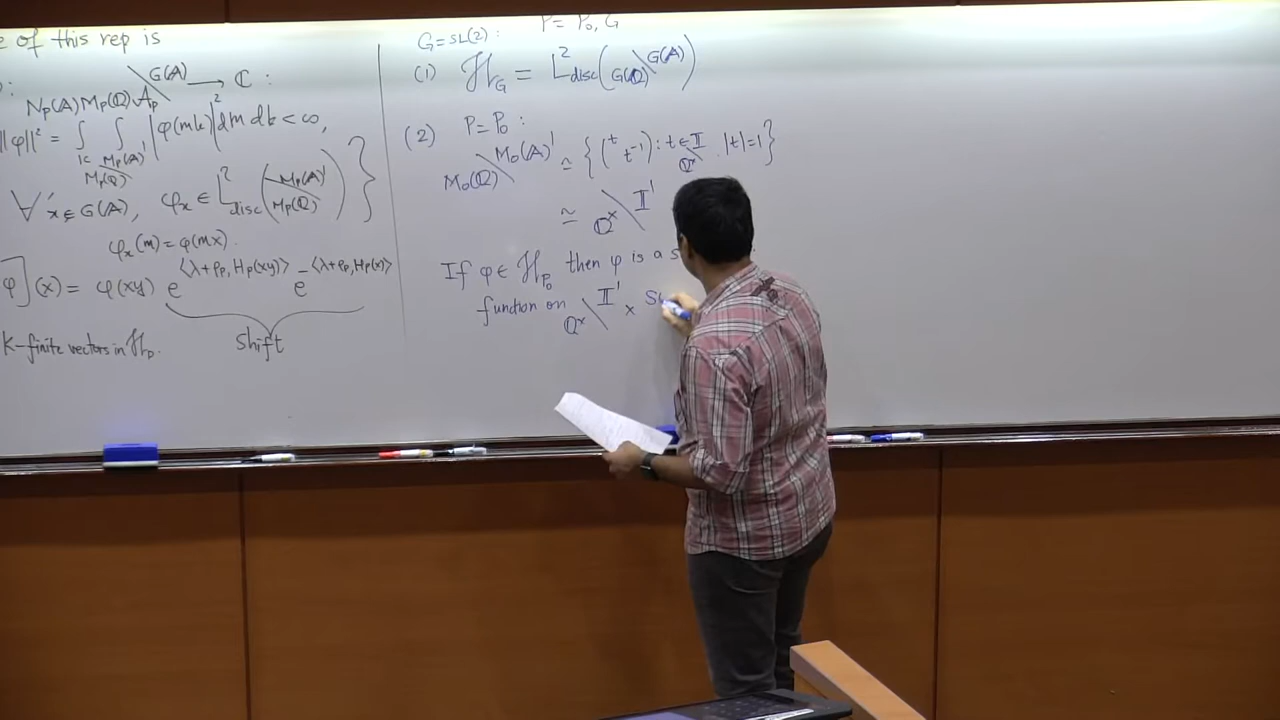 e of this rep is
N_P(A)M_P(Q)A_P \ G(A) → ℂ :
||φ||² = ∫_K ∫_{M_P(Q)\M_P(A)¹} |φ(mk)|² dm dk < ∞,
∀' x ∈ G(A), φ_x ∈ L²_disc(M_P(Q)\M_P(A)¹) }
φ_x(m) = φ(mx).
φ](x) = φ(xy) e^{⟨λ+ρ_P, H_P(xy)⟩} e^{-⟨λ+ρ_P, H_P(x)⟩}
Shift
K-finite vectors in ℋ_P.
P = P_0, G
G = SL(2) :
(1) ℋ_G = L²_disc(G(Q)\G(A))
(2) P = P_0 :
M_0(Q)\M_0(A)¹ ≃ {(t t⁻¹) : t ∈ ℚ^×\𝕀, |t| = 1}
≃ ℚ^×\𝕀¹
If φ ∈ ℋ_{P_0} then φ is a s
function on ℚ^×\𝕀¹ × S